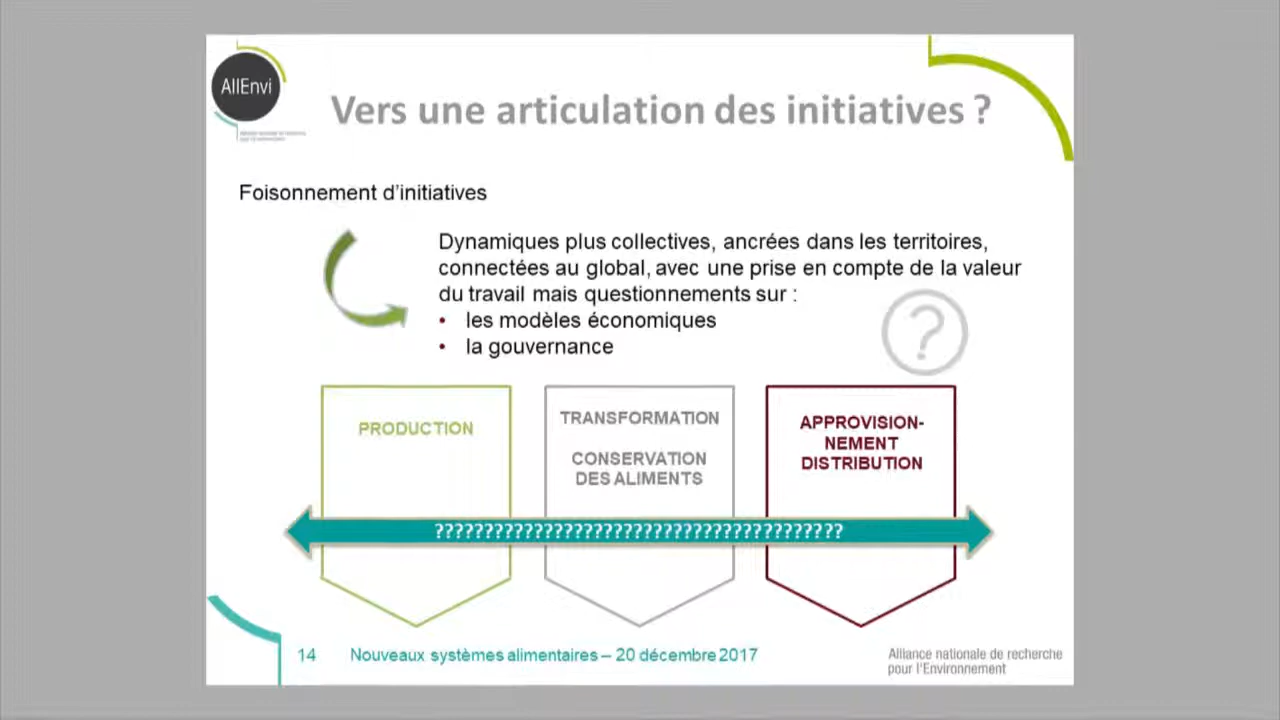 AllEnvi
Vers une articulation des initiatives ?
Foisonnement d'initiatives
Dynamiques plus collectives, ancrées dans les territoires,
connectées au global, avec une prise en compte de la valeur
du travail mais questionnements sur :
• les modèles économiques
• la gouvernance
?
PRODUCTION
TRANSFORMATION
CONSERVATION
DES ALIMENTS
APPROVISION-
NEMENT
DISTRIBUTION
?????????????????????????????????????????
14 Nouveaux systèmes alimentaires – 20 décembre 2017
Alliance nationale de recherche
pour l'Environnement